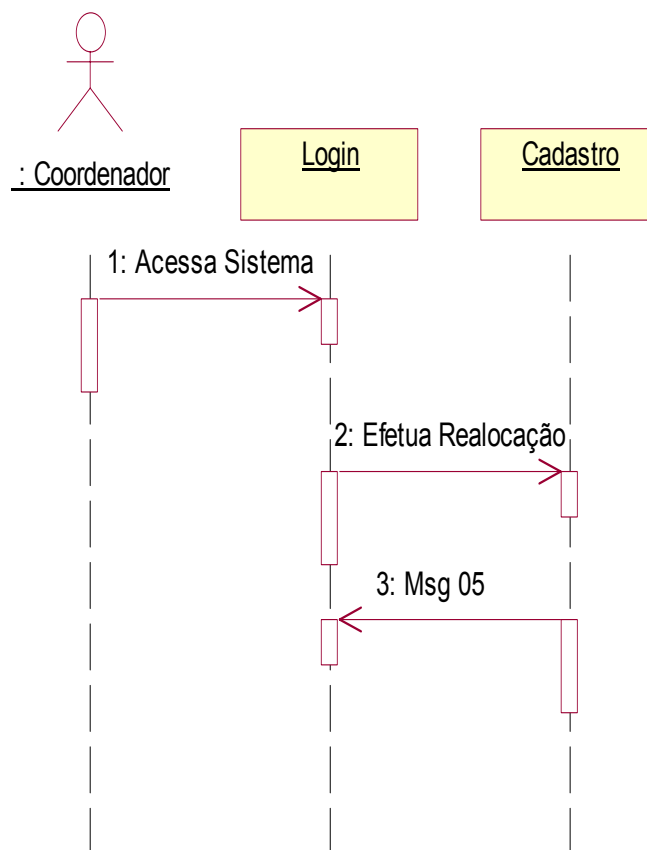 : Coordenador
Login
Cadastro
1: Acessa Sistema
2: Efetua Realocação
3: Msg 05